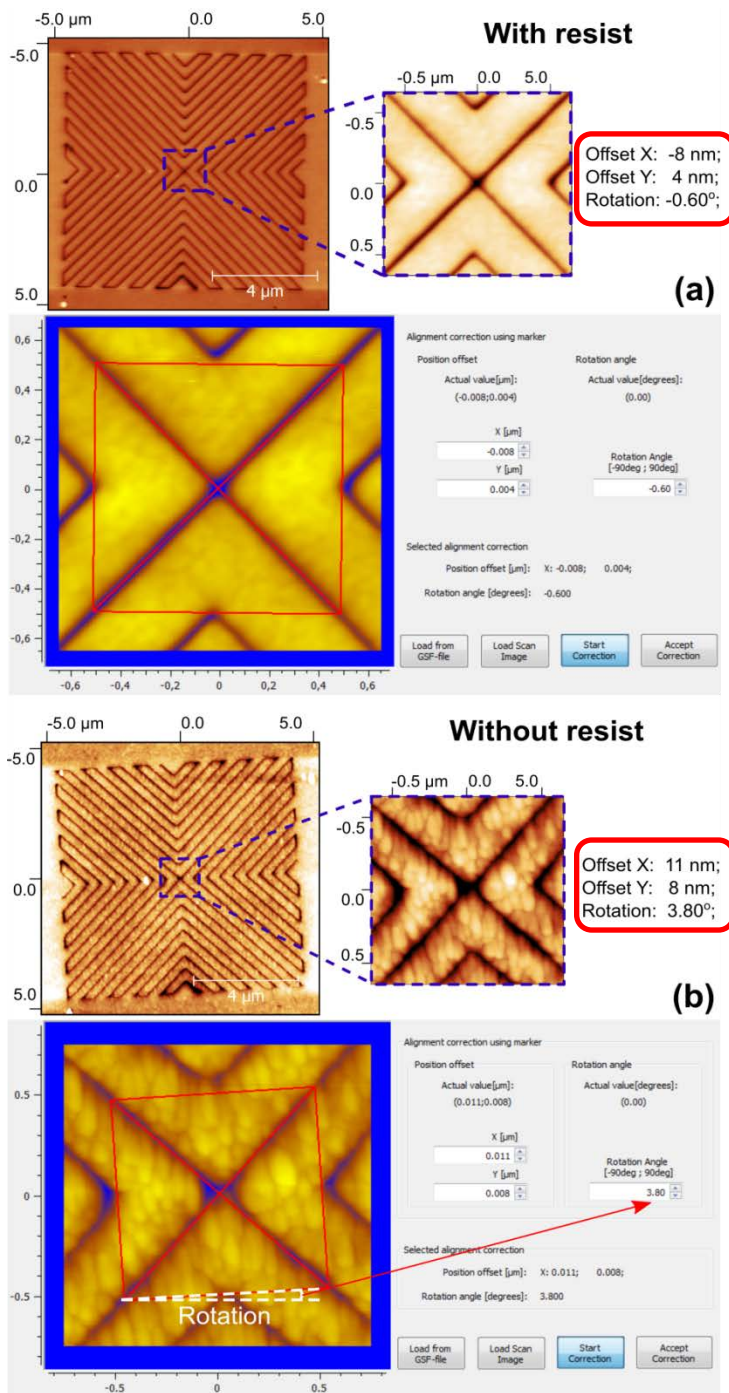 -5.0 µm 0.0 5.0
With resist
-5.0
0.0
5.0
4 µm
-0.5 µm 0.0 5.0
-0.5
0.0
0.5
Offset X: -8 nm;
Offset Y: 4 nm;
Rotation: -0.60º;
(a)
0,6
0,4
0,2
0
-0,2
-0,4
-0,6
-0,6 -0,4 -0,2 0 0,2 0,4 0,6
Alignment correction using marker
Position offset Rotation angle
Actual value[µm]: Actual value[degrees]:
(-0.008;0.004) (0.00)
X [µm]
-0.008
Y [µm] Rotation Angle
[-90deg ; 90deg]
0.004 -0.60
Selected alignment correction
Position offset [µm]: X: -0.008; 0.004;
Rotation angle [degrees]: -0.600
Load from GSF-file Load Scan Image Start Correction Accept Correction
-5.0 µm 0.0 5.0
Without resist
-5.0
0.0
5.0
4 µm
-0.5 µm 0.0 5.0
-0.5
0.0
0.5
Offset X: 11 nm;
Offset Y: 8 nm;
Rotation: 3.80º;
(b)
0.5
0
-0.5
-0.5 0 0.5
Rotation
Alignment correction using marker
Position offset Rotation angle
Actual value[µm]: Actual value[degrees]:
(0.011;0.008) (0.00)
X [µm]
0.011
Y [µm] Rotation Angle
[-90deg ; 90deg]
0.008 3.80
Selected alignment correction
Position offset [µm]: X: 0.011; 0.008;
Rotation angle [degrees]: 3.800
Load from GSF-file Load Scan Image Start Correction Accept Correction